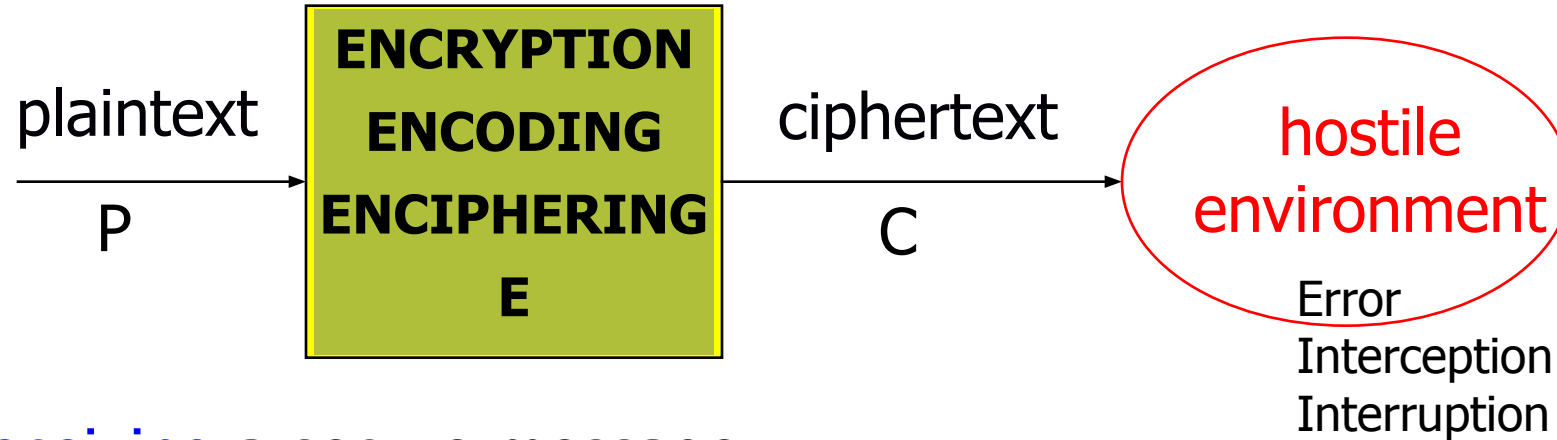 plaintext
P
ENCRYPTION
ENCODING
ENCIPHERING
E
ciphertext
C
hostile
environment
Error
Interception
Interruption